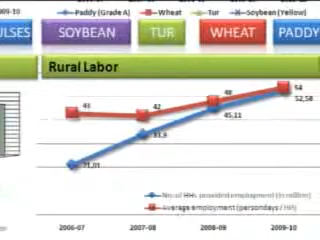 009-10 Paddy (Grade A) Wheat Tur Soybean (Yellow)
PULSES SOYBEAN TUR WHEAT PADDY
Rural Labor
43 42 48 54
21,01 33,9 45,11 52,58
No. of HHs provided employment (in million)
Average employment (persondays / HH)
2006-07 2007-08 2008-09 2009-10